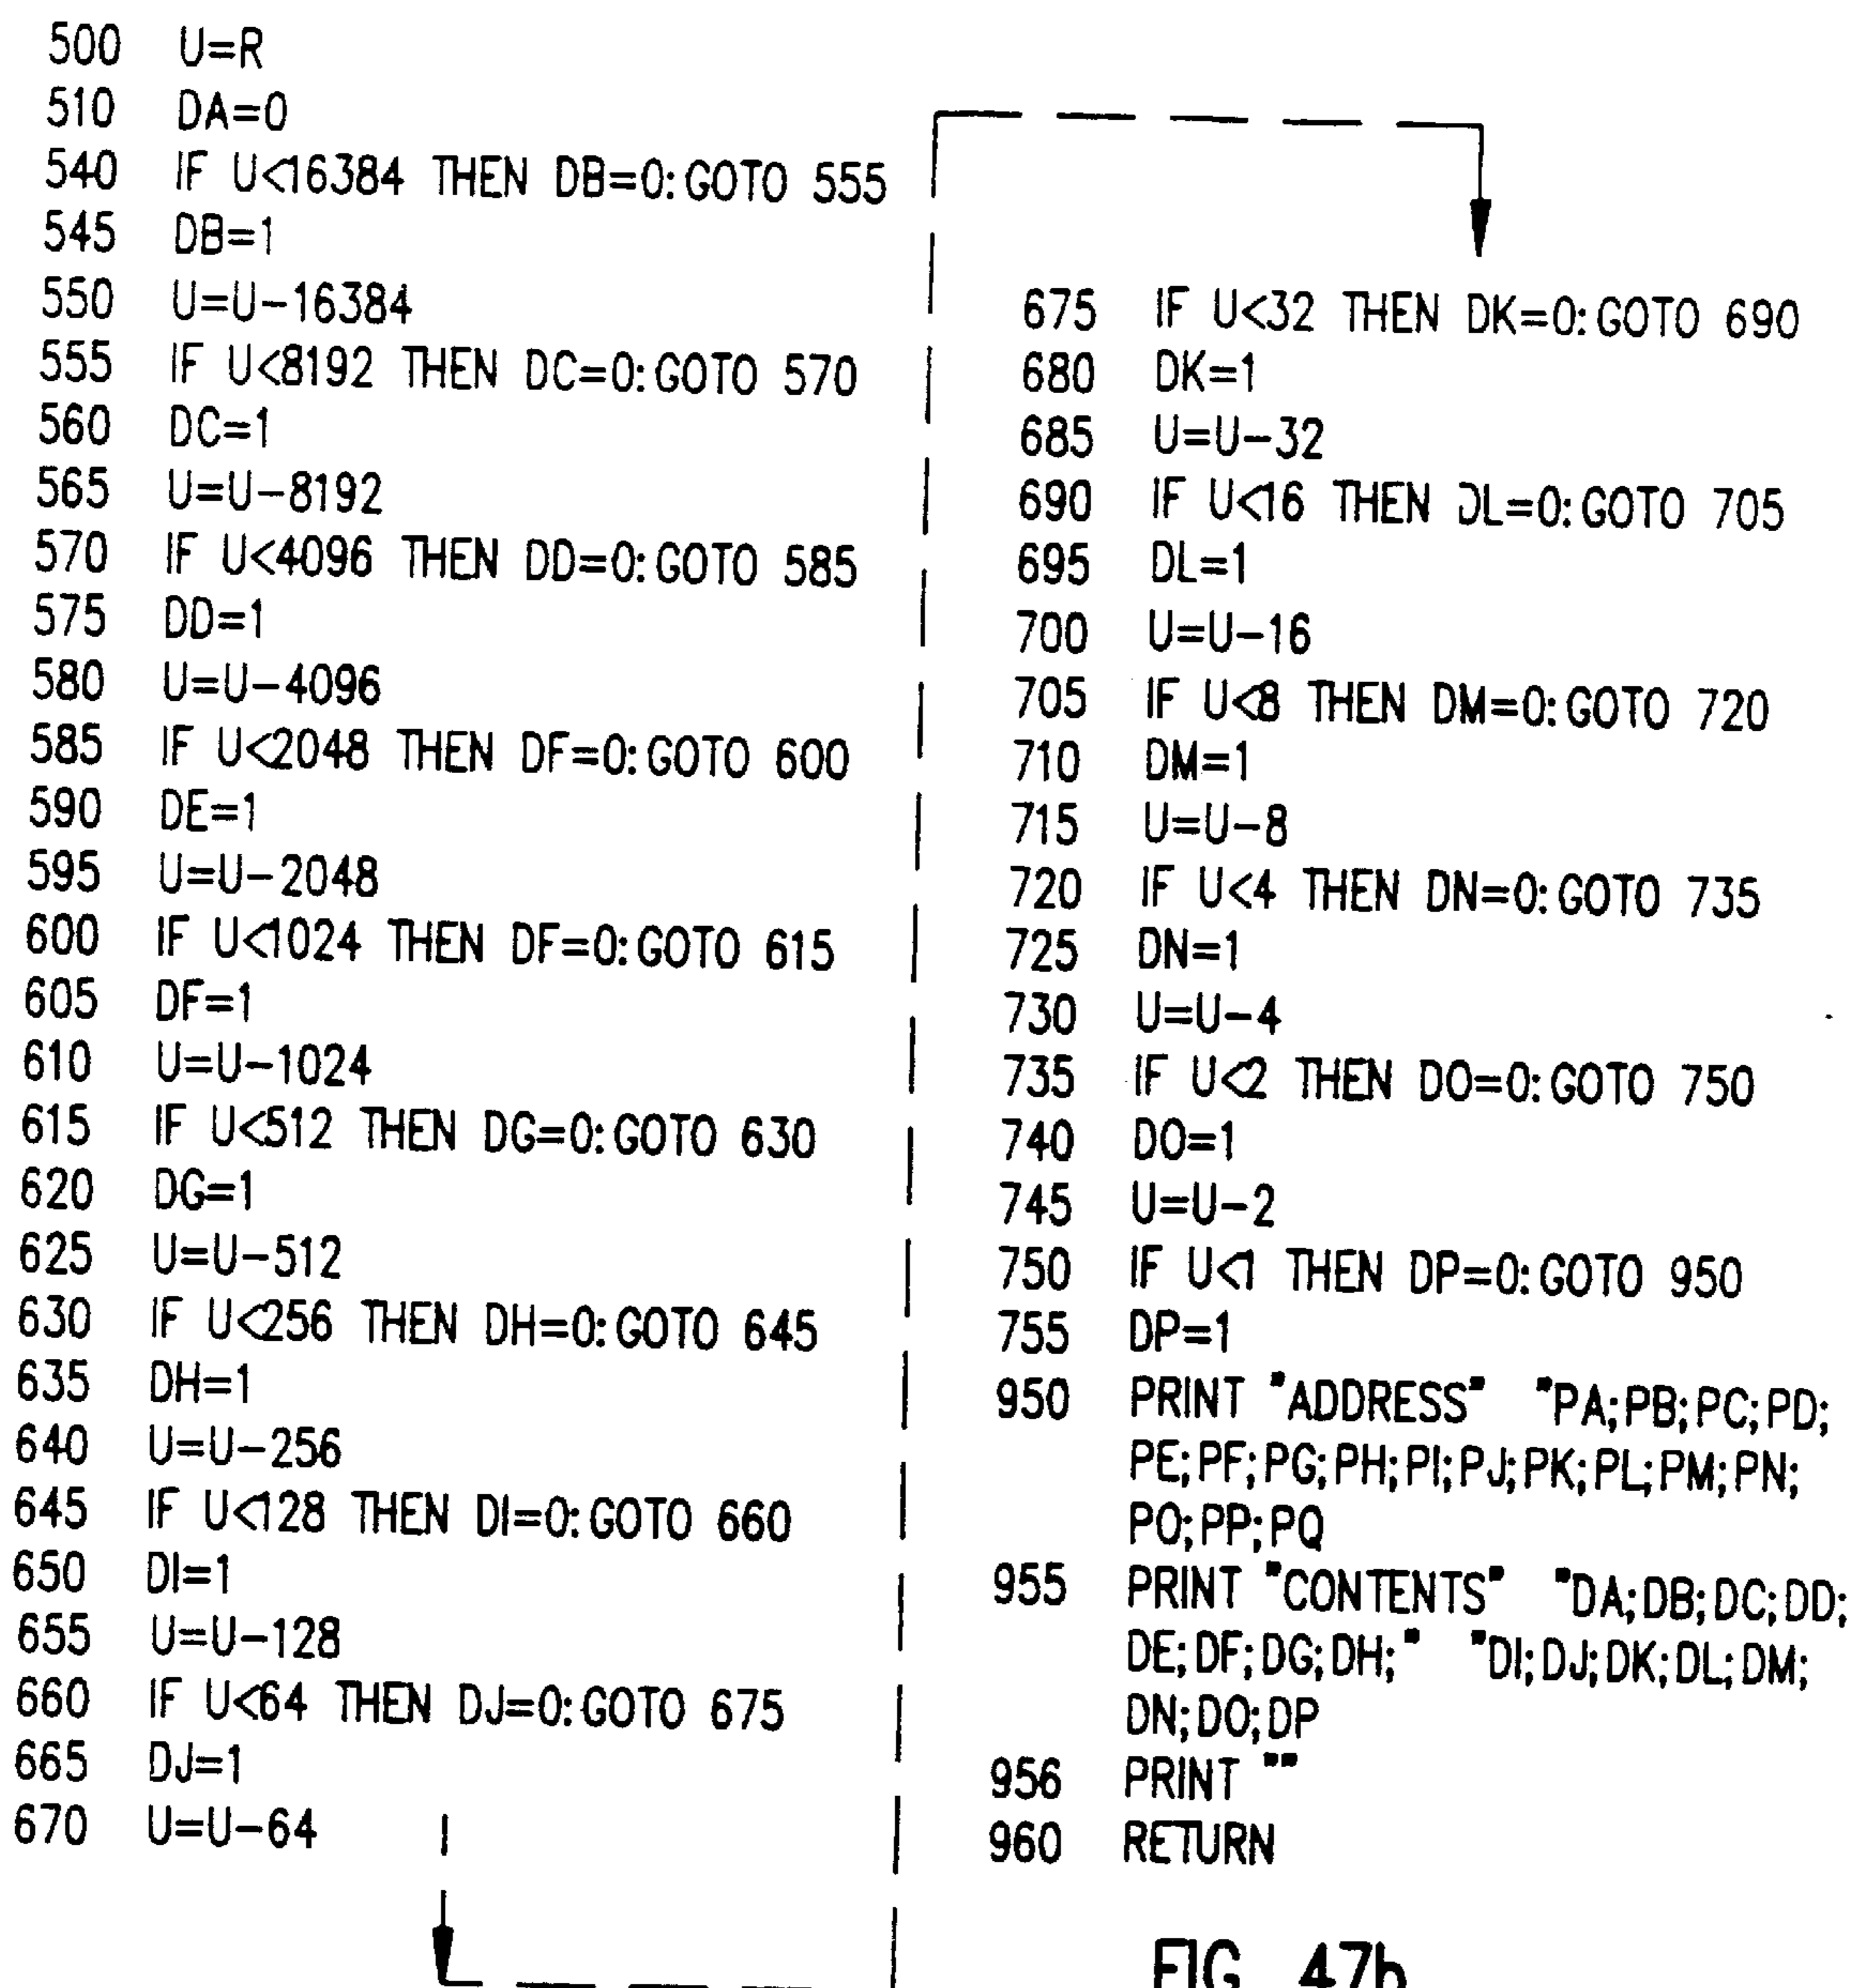 500 U=R
510 DA=0
540 IF U<16384 THEN DB=0:GOTO 555
545 DB=1
550 U=U-16384
555 IF U<8192 THEN DC=0:GOTO 570
560 DC=1
565 U=U-8192
570 IF U<4096 THEN DD=0:GOTO 585
575 DD=1
580 U=U-4096
585 IF U<2048 THEN DF=0:GOTO 600
590 DE=1
595 U=U-2048
600 IF U<1024 THEN DF=0:GOTO 615
605 DF=1
610 U=U-1024
615 IF U<512 THEN DG=0:GOTO 630
620 DG=1
625 U=U-512
630 IF U<256 THEN DH=0:GOTO 645
635 DH=1
640 U=U-256
645 IF U<128 THEN DI=0:GOTO 660
650 DI=1
655 U=U-128
660 IF U<64 THEN DJ=0:GOTO 675
665 DJ=1
670 U=U-64
675 IF U<32 THEN DK=0:GOTO 690
680 DK=1
685 U=U-32
690 IF U<16 THEN DL=0:GOTO 705
695 DL=1
700 U=U-16
705 IF U<8 THEN DM=0:GOTO 720
710 DM=1
715 U=U-8
720 IF U<4 THEN DN=0:GOTO 735
725 DN=1
730 U=U-4
735 IF U<2 THEN DO=0:GOTO 750
740 DO=1
745 U=U-2
750 IF U<1 THEN DP=0:GOTO 950
755 DP=1
950 PRINT "ADDRESS" "PA;PB;PC;PD;
PE;PF;PG;PH;PI;PJ;PK;PL;PM;PN;
PO;PP;PQ
955 PRINT "CONTENTS" "DA;DB;DC;DD;
DE;DF;DG;DH;" "DI;DJ;DK;DL;DM;
DN;DO;DP
956 PRINT ""
960 RETURN
FIG. 47b